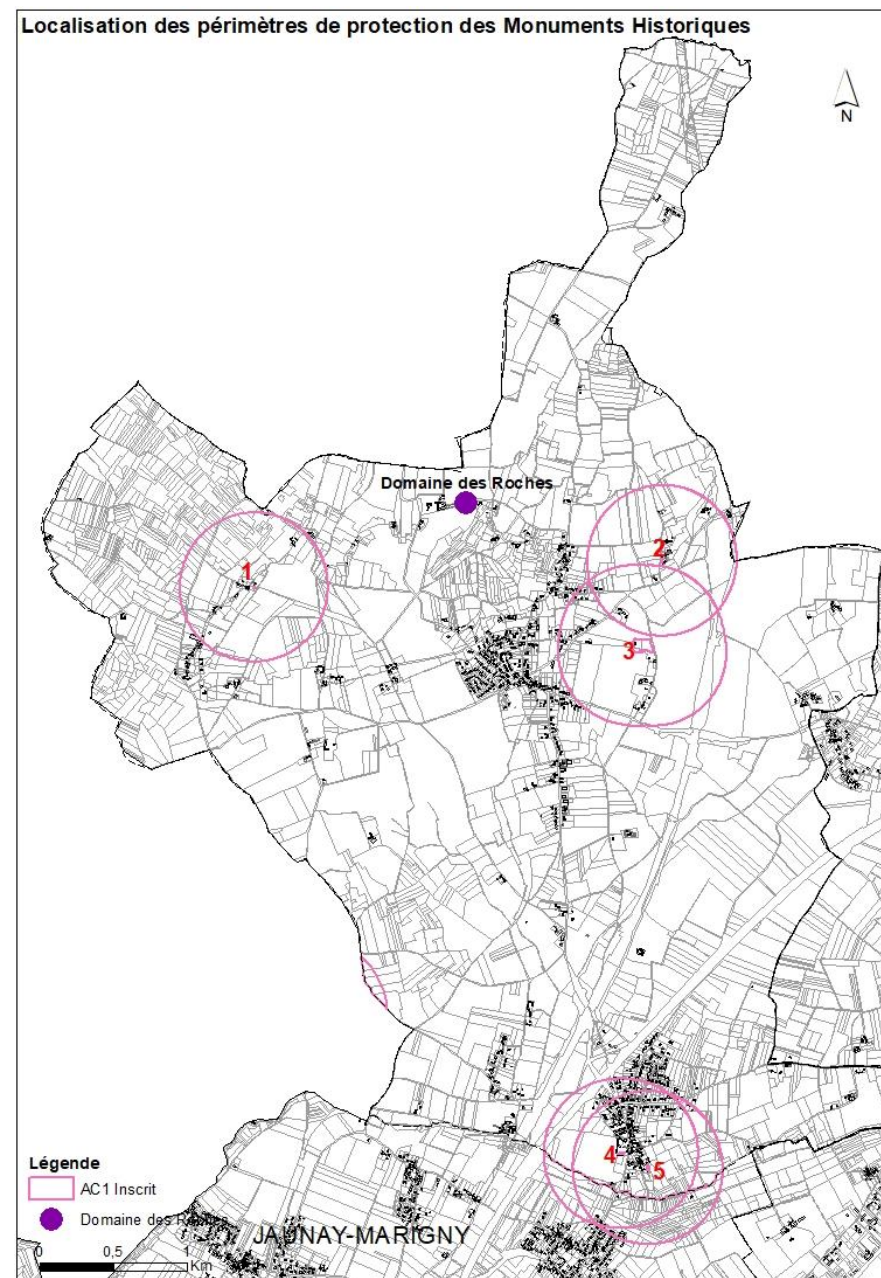 Localisation des périmètres de protection des Monuments Historiques
N
Domaine des Roches
1
2
3
4
5
Légende
AC1 Inscrit
Domaine des Roches
JAUNAY-MARIGNY
0 0,5 1
Km